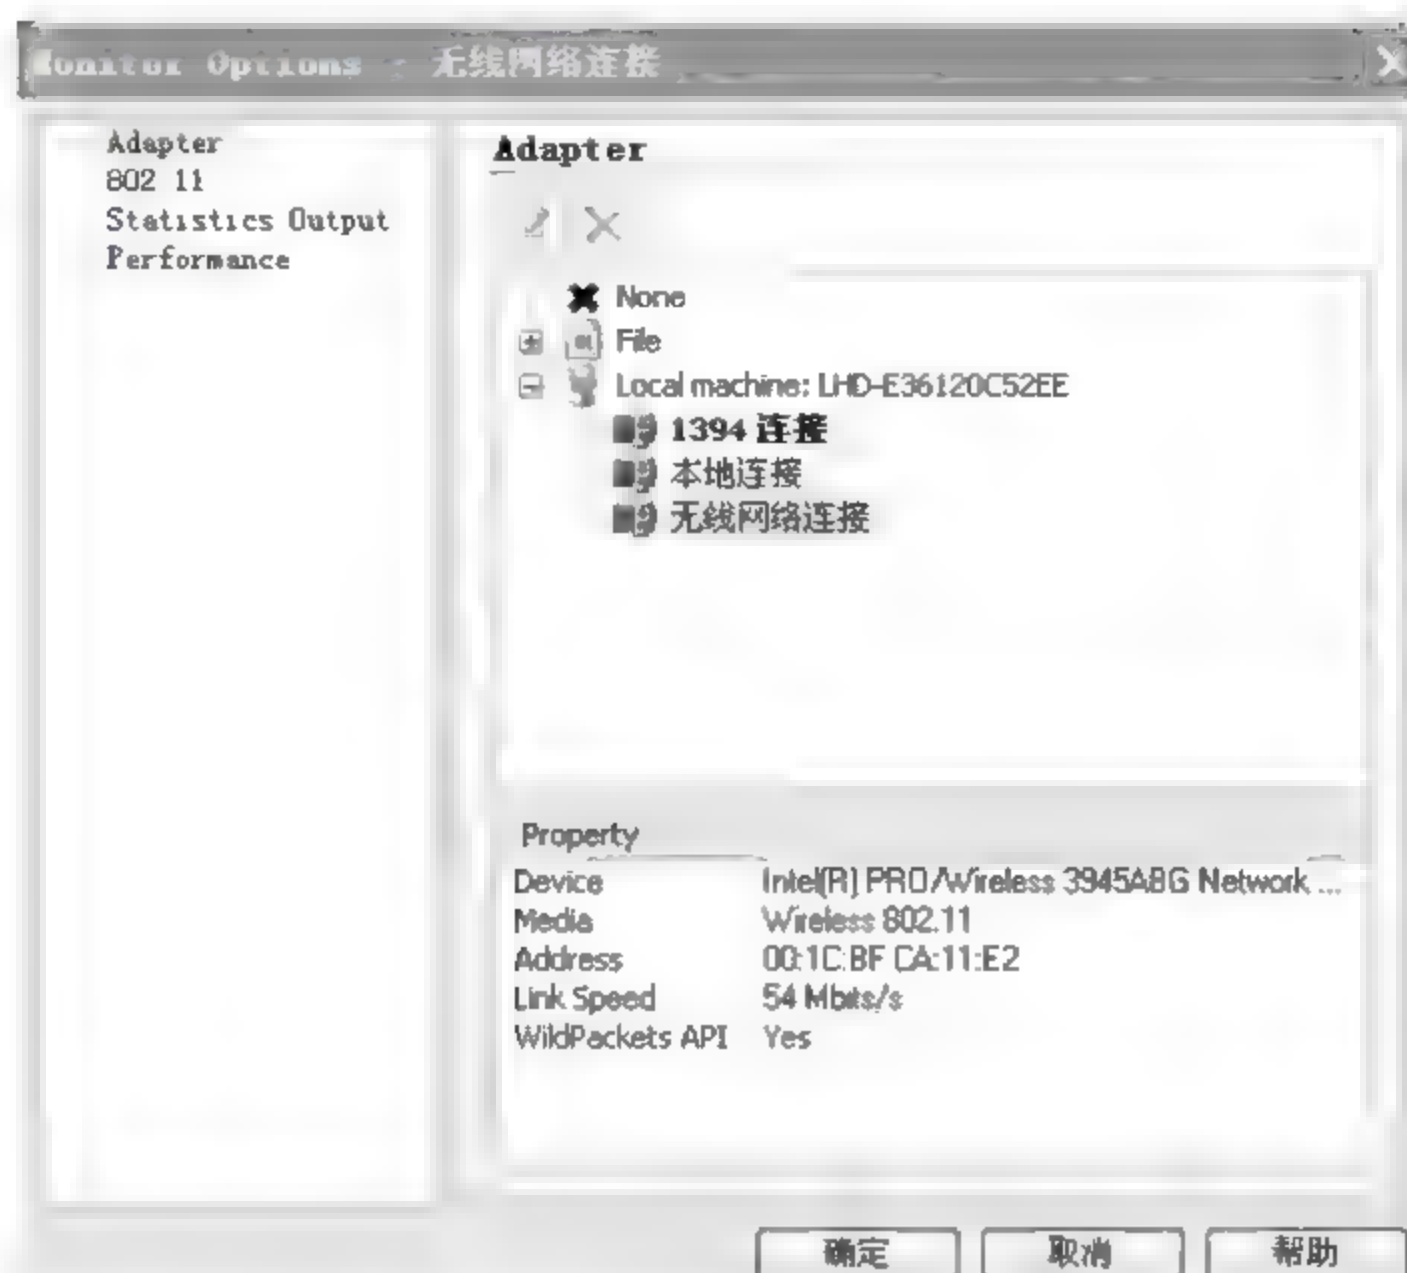 Monitor Options - 无线网络连接
Adapter
802.11
Statistics Output
Performance
Adapter
None
File
Local machine: LHD-E36120C52EE
1394 连接
本地连接
无线网络连接
Property
Device Intel(R) PRO/Wireless 3945ABG Network ...
Media Wireless 802.11
Address 00:1C:BF:CA:11:E2
Link Speed 54 Mbits/s
WildPackets API Yes
确定 取消 帮助